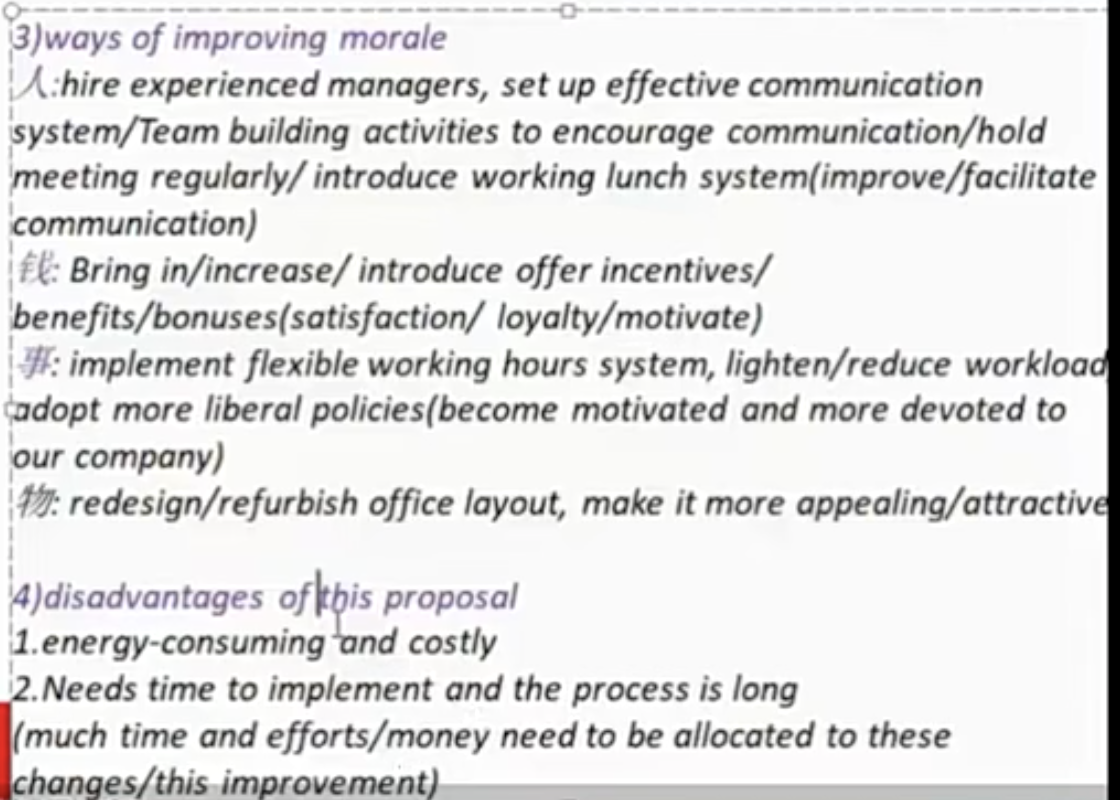 3)ways of improving morale
人:hire experienced managers, set up effective communication
system/Team building activities to encourage communication/hold
meeting regularly/ introduce working lunch system(improve/facilitate
communication)
钱: Bring in/increase/ introduce offer incentives/
benefits/bonuses(satisfaction/ loyalty/motivate)
事: implement flexible working hours system, lighten/reduce workload
adopt more liberal policies(become motivated and more devoted to
our company)
物: redesign/refurbish office layout, make it more appealing/attractive
4)disadvantages of this proposal
1.energy-consuming and costly
2.Needs time to implement and the process is long
(much time and efforts/money need to be allocated to these
changes/this improvement)